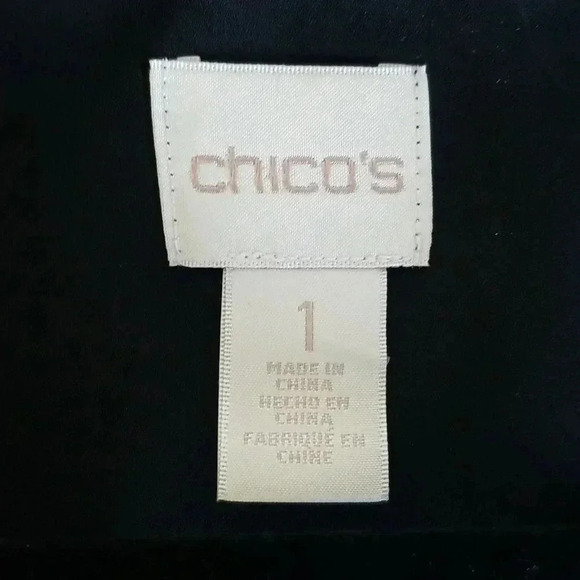 chico's
1
MADE IN
CHINA
HECHO EN
CHINA
FABRIQUÉ EN
CHINE